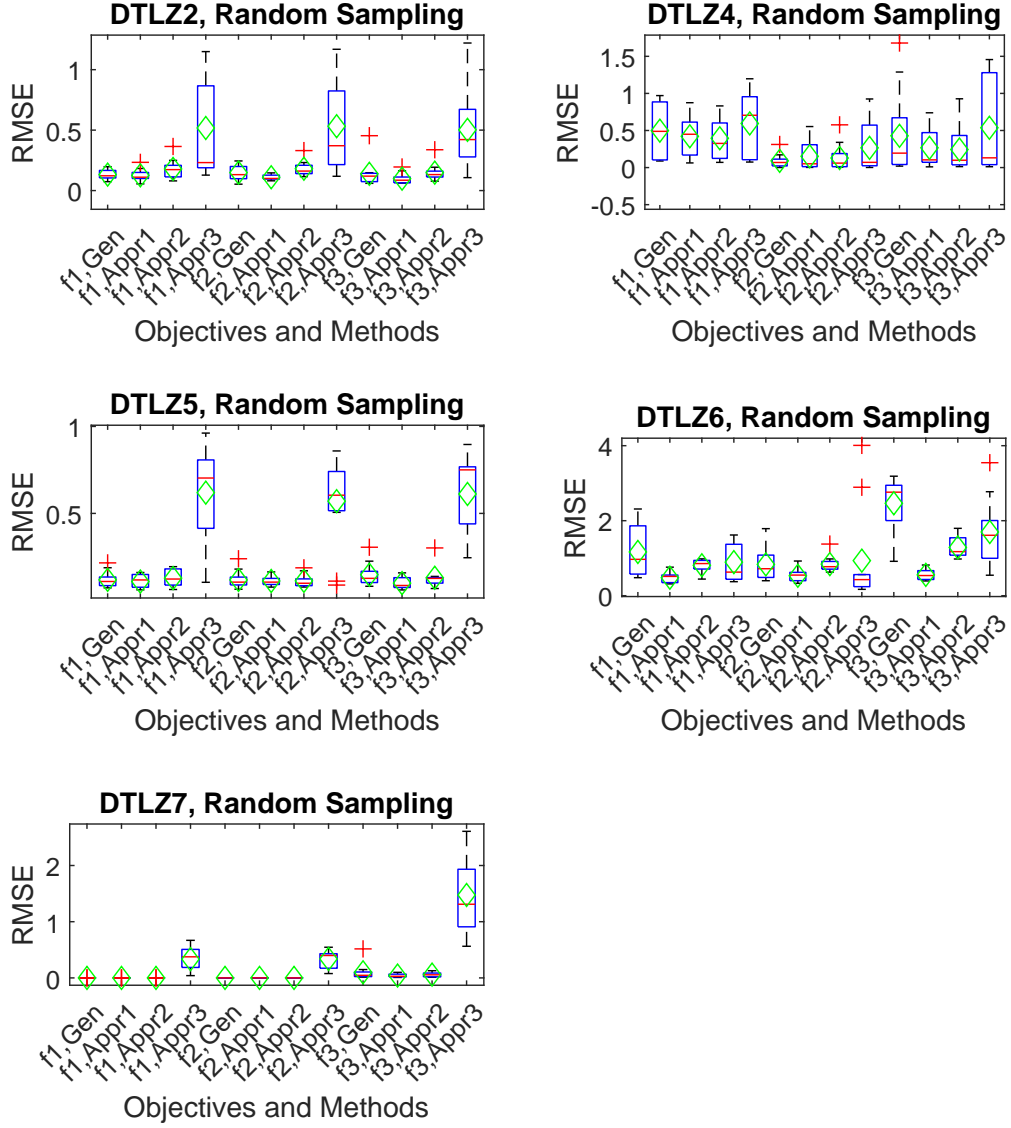 DTLZ2, Random Sampling
RMSE
1
0.5
0
f1, Gen
f1, Appr1
f1, Appr2
f1,Appr3
f2, Gen
f2, Appr1
f2, Appr2
f2,Appr3
f3, Gen
f3,Appr1
f3,Appr2
f3,Appr3
Objectives and Methods
DTLZ4, Random Sampling
RMSE
1.5
1
0.5
0
-0.5
f1, Gen
f1, Appr1
f1, Appr2
f1,Appr3
f2, Gen
f2, Appr1
f2, Appr2
f2,Appr3
f3, Gen
f3,Appr1
f3,Appr2
f3,Appr3
Objectives and Methods
DTLZ5, Random Sampling
RMSE
1
0.5
f1, Gen
f1, Appr1
f1, Appr2
f1,Appr3
f2, Gen
f2, Appr1
f2, Appr2
f2,Appr3
f3, Gen
f3,Appr1
f3,Appr2
f3,Appr3
Objectives and Methods
DTLZ6, Random Sampling
RMSE
4
2
0
f1, Gen
f1, Appr1
f1, Appr2
f1,Appr3
f2, Gen
f2, Appr1
f2, Appr2
f2,Appr3
f3, Gen
f3,Appr1
f3,Appr2
f3,Appr3
Objectives and Methods
DTLZ7, Random Sampling
RMSE
2
1
0
f1, Gen
f1, Appr1
f1, Appr2
f1,Appr3
f2, Gen
f2, Appr1
f2, Appr2
f2,Appr3
f3, Gen
f3,Appr1
f3,Appr2
f3,Appr3
Objectives and Methods